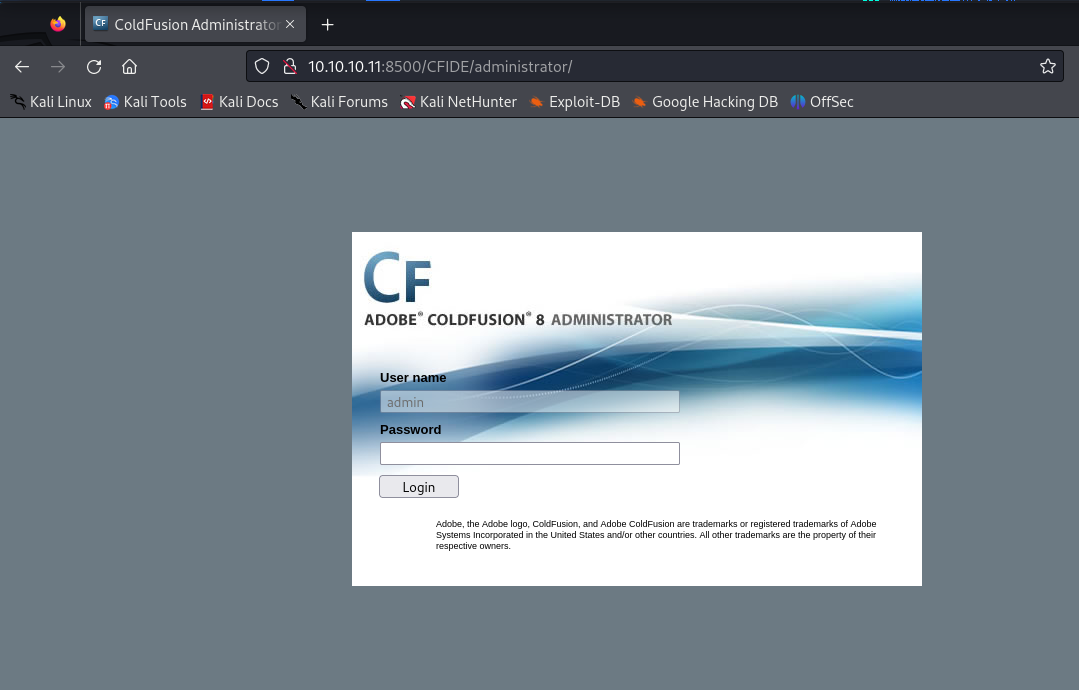 CF ColdFusion Administrator
10.10.10.11:8500/CFIDE/administrator/
Kali Linux Kali Tools Kali Docs Kali Forums Kali NetHunter Exploit-DB Google Hacking DB OffSec
CF
ADOBE® COLDFUSION® 8 ADMINISTRATOR
User name
admin
Password
Login
Adobe, the Adobe logo, ColdFusion, and Adobe ColdFusion are trademarks or registered trademarks of Adobe
Systems Incorporated in the United States and/or other countries. All other trademarks are the property of their
respective owners.